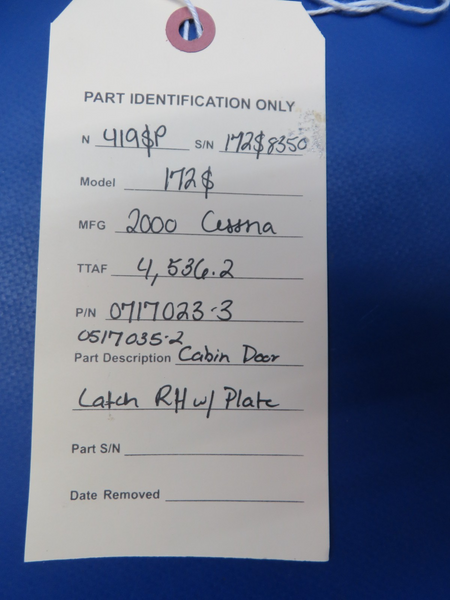 PART IDENTIFICATION ONLY
N 419$P S/N 172$8350
Model 172$
MFG 2000 Cessna
TTAF 4,536.2
P/N 0717023-3
0517035-2
Part Description Cabin Door
Latch RH w/ Plate
Part S/N
Date Removed